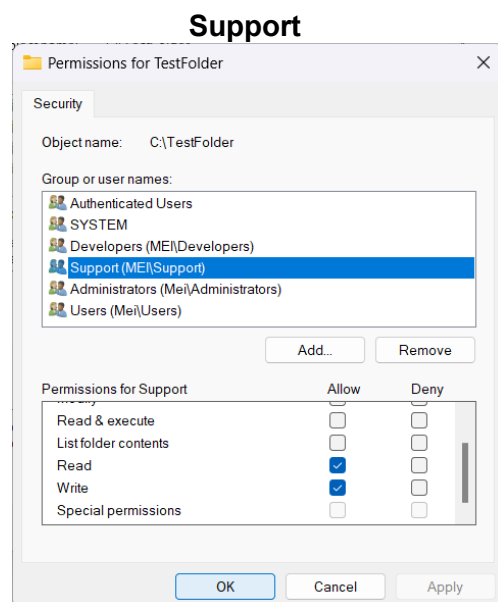 Support
Permissions for TestFolder
Security
Object name: C:\TestFolder
Group or user names:
Authenticated Users
SYSTEM
Developers (MEI\Developers)
Support (MEI\Support)
Administrators (Mei\Administrators)
Users (Mei\Users)
Add... Remove
Permissions for Support Allow Deny
Read & execute
List folder contents
Read
Write
Special permissions
OK Cancel Apply